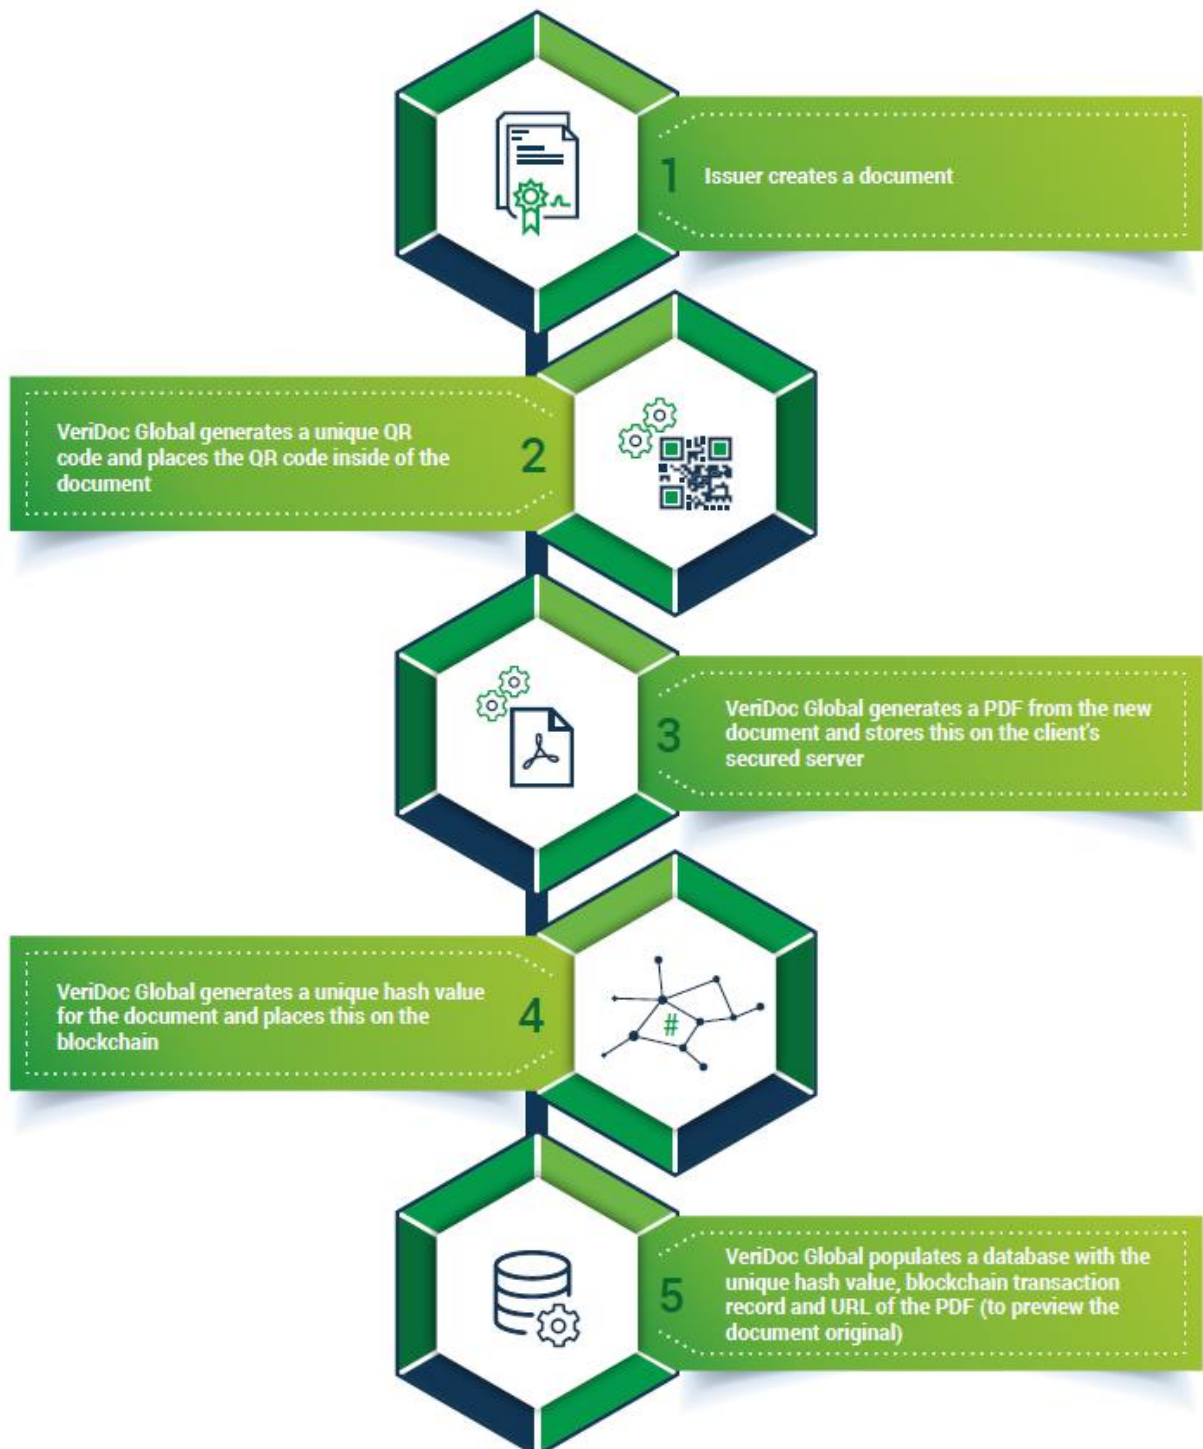 1
Issuer creates a document
2
VeriDoc Global generates a unique QR
code and places the QR code inside of the
document
3
VeriDoc Global generates a PDF from the new
document and stores this on the client's
secured server
4
VeriDoc Global generates a unique hash value
for the document and places this on the
blockchain
#
5
VeriDoc Global populates a database with the
unique hash value, blockchain transaction
record and URL of the PDF (to preview the
document original)